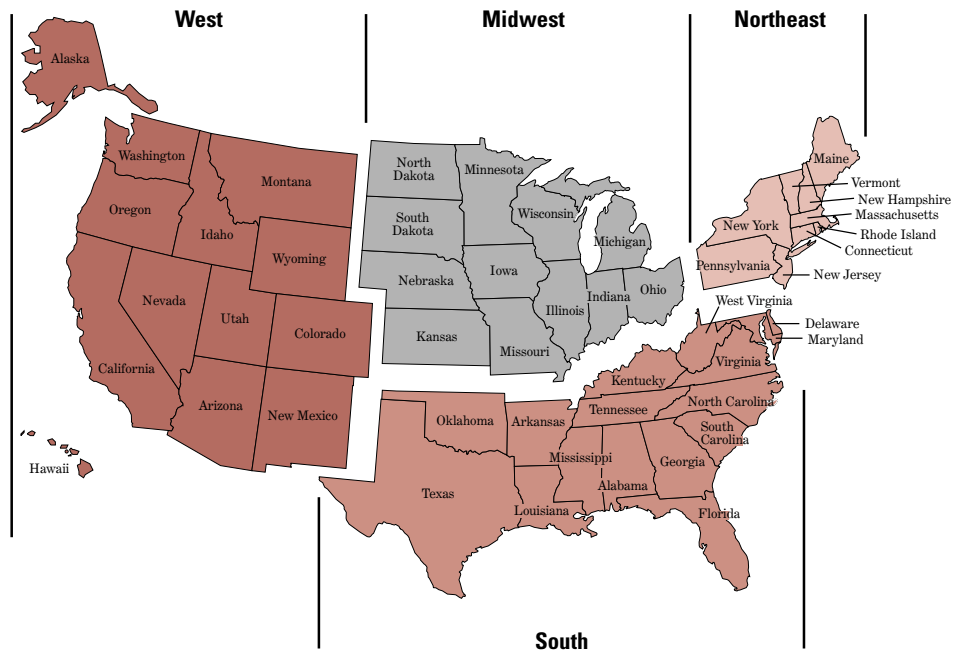 West
Midwest
Northeast
Alaska
Washington
Montana
Oregon
Idaho
Wyoming
Nevada
Utah
Colorado
California
Arizona
New Mexico
Hawaii
North
Dakota
Minnesota
South
Dakota
Wisconsin
Michigan
Nebraska
Iowa
Illinois
Indiana
Ohio
Kansas
Missouri
Maine
Vermont
New Hampshire
Massachusetts
Rhode Island
Connecticut
New York
Pennsylvania
New Jersey
West Virginia
Delaware
Maryland
Virginia
Kentucky
North Carolina
Tennessee
South
Carolina
Oklahoma
Arkansas
Mississippi
Georgia
Alabama
Texas
Louisiana
Florida
South